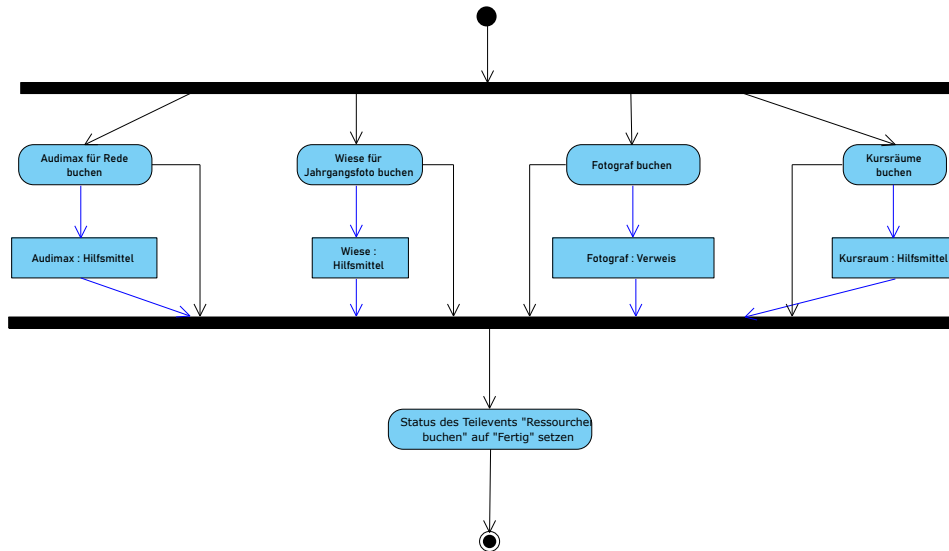 Audimax für Rede
buchen
Wiese für
Jahrgangsfoto buchen
Fotograf buchen
Kursräume
buchen
Audimax : Hilfsmittel
Wiese :
Hilfsmittel
Fotograf : Verweis
Kursraum : Hilfsmittel
Status des Teilevents "Ressourchen
buchen" auf "Fertig" setzen